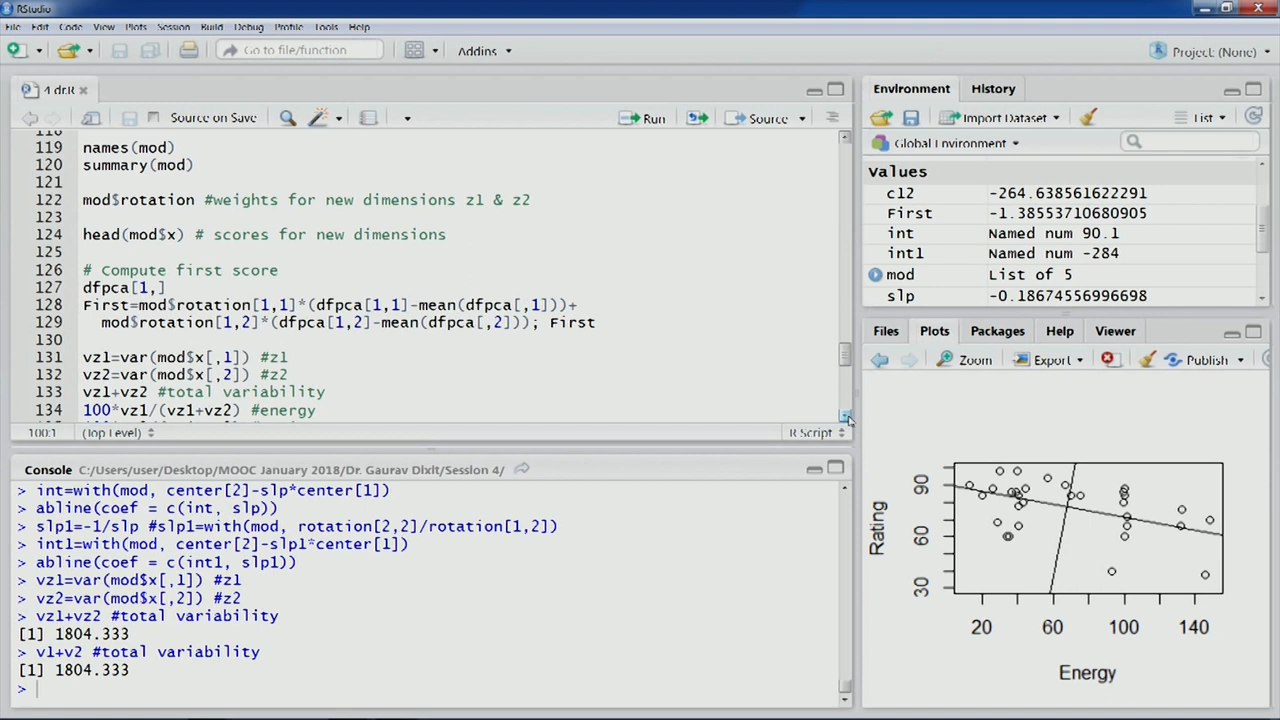 RStudio
File Edit Code View Plots Session Build Debug Profile Tools Help
Go to file/function Addins Project: (None)
4 dr.R
Source on Save Run Source
118
119 names(mod)
120 summary(mod)
121
122 mod$rotation #weights for new dimensions z1 & z2
123
124 head(mod$x) # scores for new dimensions
125
126 # Compute first score
127 dfpca[1,]
128 First=mod$rotation[1,1]*(dfpca[1,1]-mean(dfpca[,1]))+
129 mod$rotation[1,2]*(dfpca[1,2]-mean(dfpca[,2])); First
130
131 vz1=var(mod$x[,1]) #z1
132 vz2=var(mod$x[,2]) #z2
133 vz1+vz2 #total variability
134 100*vz1/(vz1+vz2) #energy
100:1 (Top Level) R Script
Console C:/Users/user/Desktop/MOOC January 2018/Dr. Gaurav Dixit/Session 4/
> int=with(mod, center[2]-slp*center[1])
> abline(coef = c(int, slp))
> slp1=-1/slp #slp1=with(mod, rotation[2,2]/rotation[1,2])
> int1=with(mod, center[2]-slp1*center[1])
> abline(coef = c(int1, slp1))
> vz1=var(mod$x[,1]) #z1
> vz2=var(mod$x[,2]) #z2
> vz1+vz2 #total variability
[1] 1804.333
> v1+v2 #total variability
[1] 1804.333
>
Environment History
Import Dataset List
Global Environment
Values
cl2 -264.638561622291
First -1.38553710680905
int Named num 90.1
int1 Named num -284
mod List of 5
slp -0.18674556996698
Files Plots Packages Help Viewer
Zoom Export Publish
Rating
90
60
30
20 60 100 140
Energy